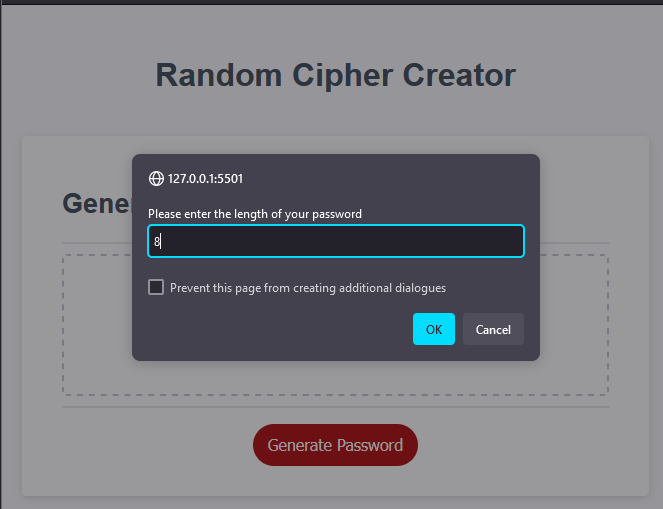 Random Cipher Creator
127.0.0.1:5501
Gene
Please enter the length of your password
8
Prevent this page from creating additional dialogues
OK Cancel
Generate Password